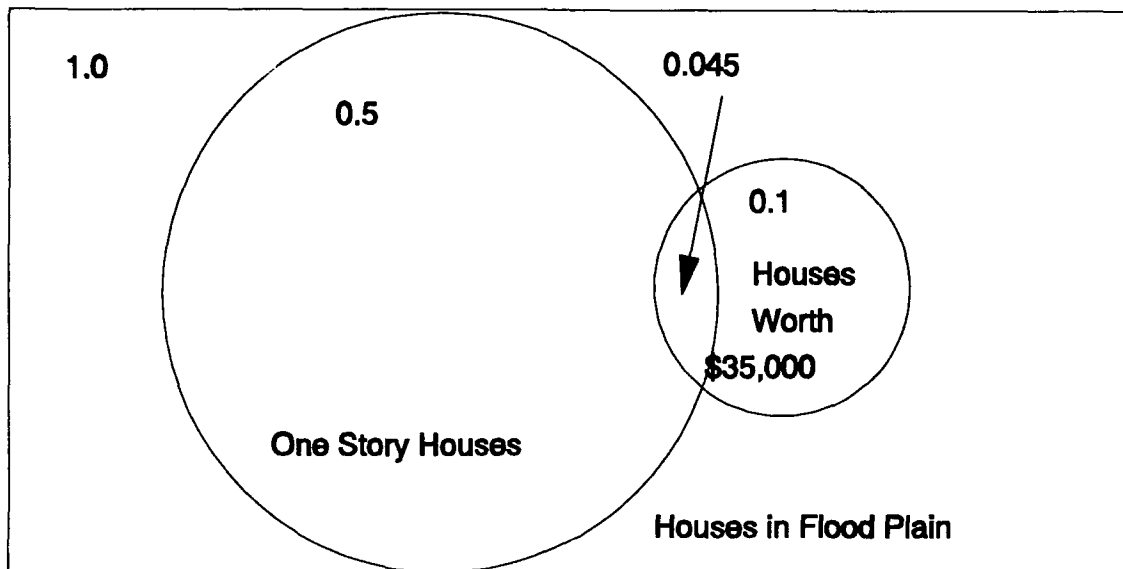 1.0
0.5
0.045
0.1
Houses
Worth
$35,000
One Story Houses
Houses in Flood Plain